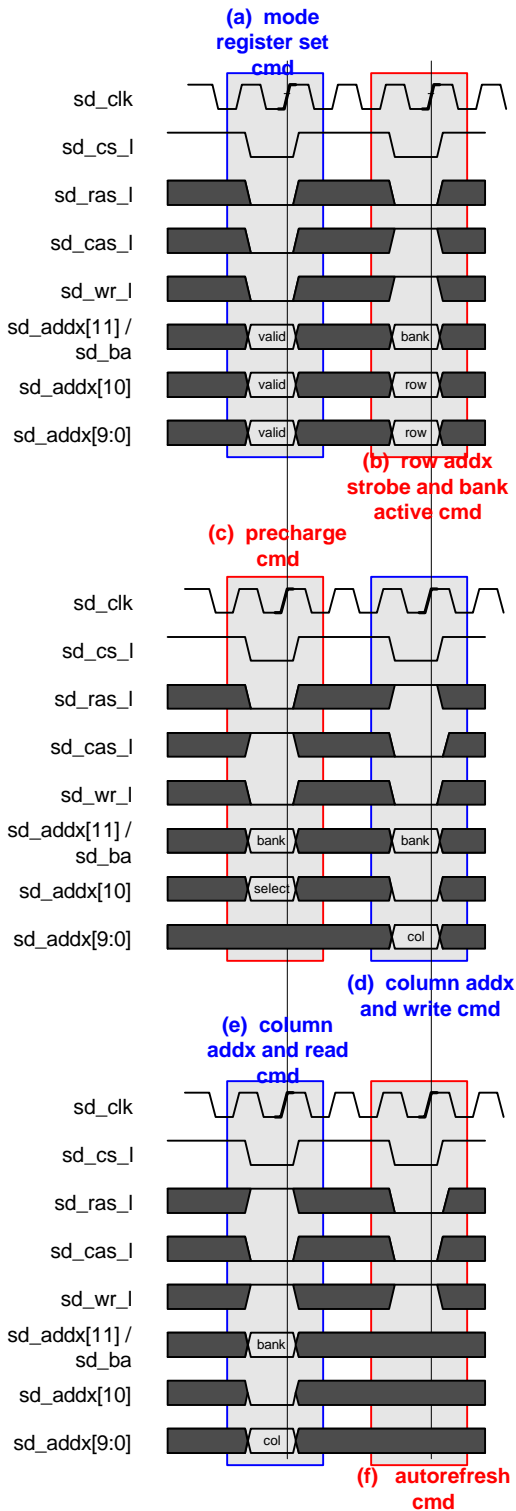 (a) mode
register set
cmd
sd_clk
sd_cs_l
sd_ras_l
sd_cas_l
sd_wr_l
sd_addx[11] /
sd_ba
valid
bank
sd_addx[10]
valid
row
sd_addx[9:0]
valid
row
(b) row addx
strobe and bank
active cmd
(c) precharge
cmd
sd_clk
sd_cs_l
sd_ras_l
sd_cas_l
sd_wr_l
sd_addx[11] /
sd_ba
bank
bank
sd_addx[10]
select
sd_addx[9:0]
col
(d) column addx
and write cmd
(e) column
addx and read
cmd
sd_clk
sd_cs_l
sd_ras_l
sd_cas_l
sd_wr_l
sd_addx[11] /
sd_ba
bank
sd_addx[10]
sd_addx[9:0]
col
(f) autorefresh
cmd